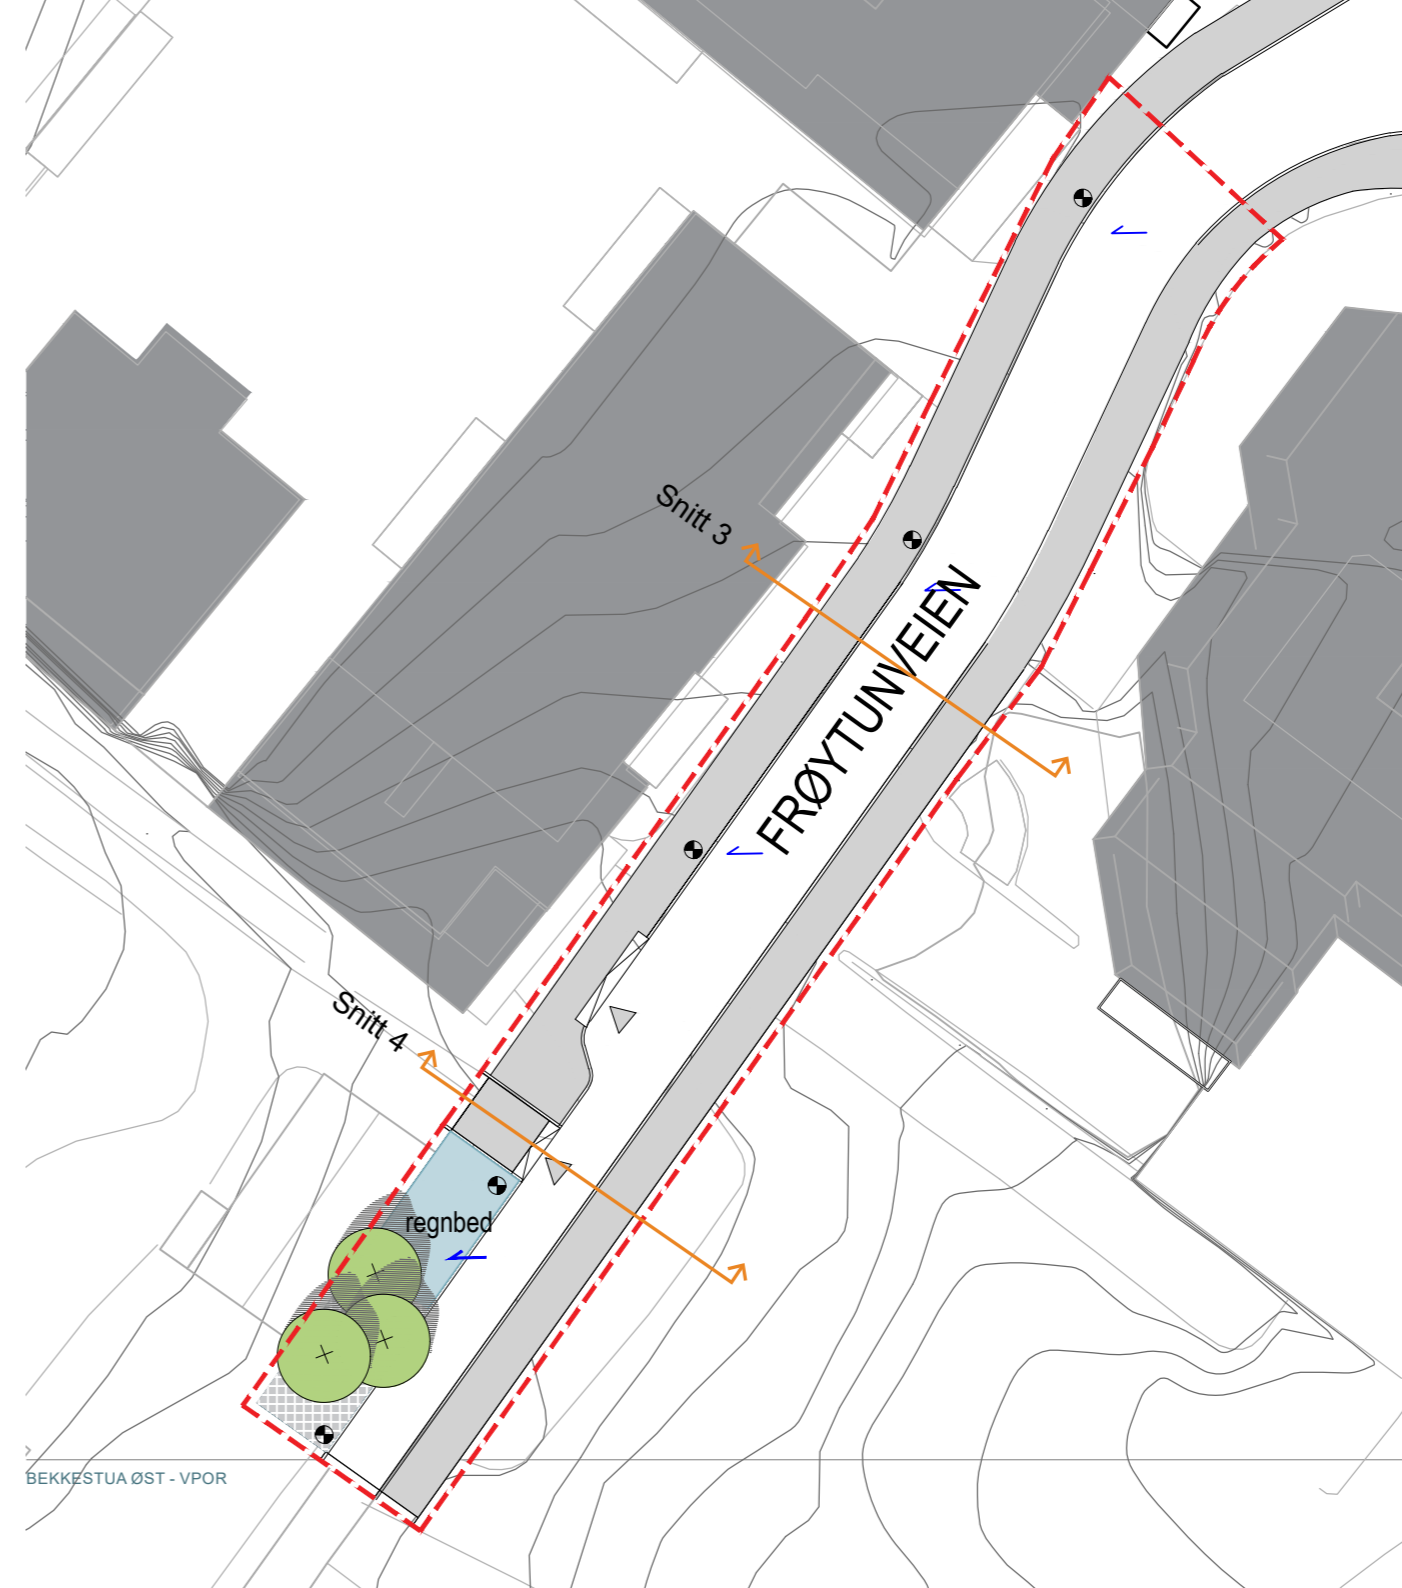 Snitt 3
FRØYTUNVEIEN
Snitt 4
regnbed
BEKKESTUA ØST - VPOR